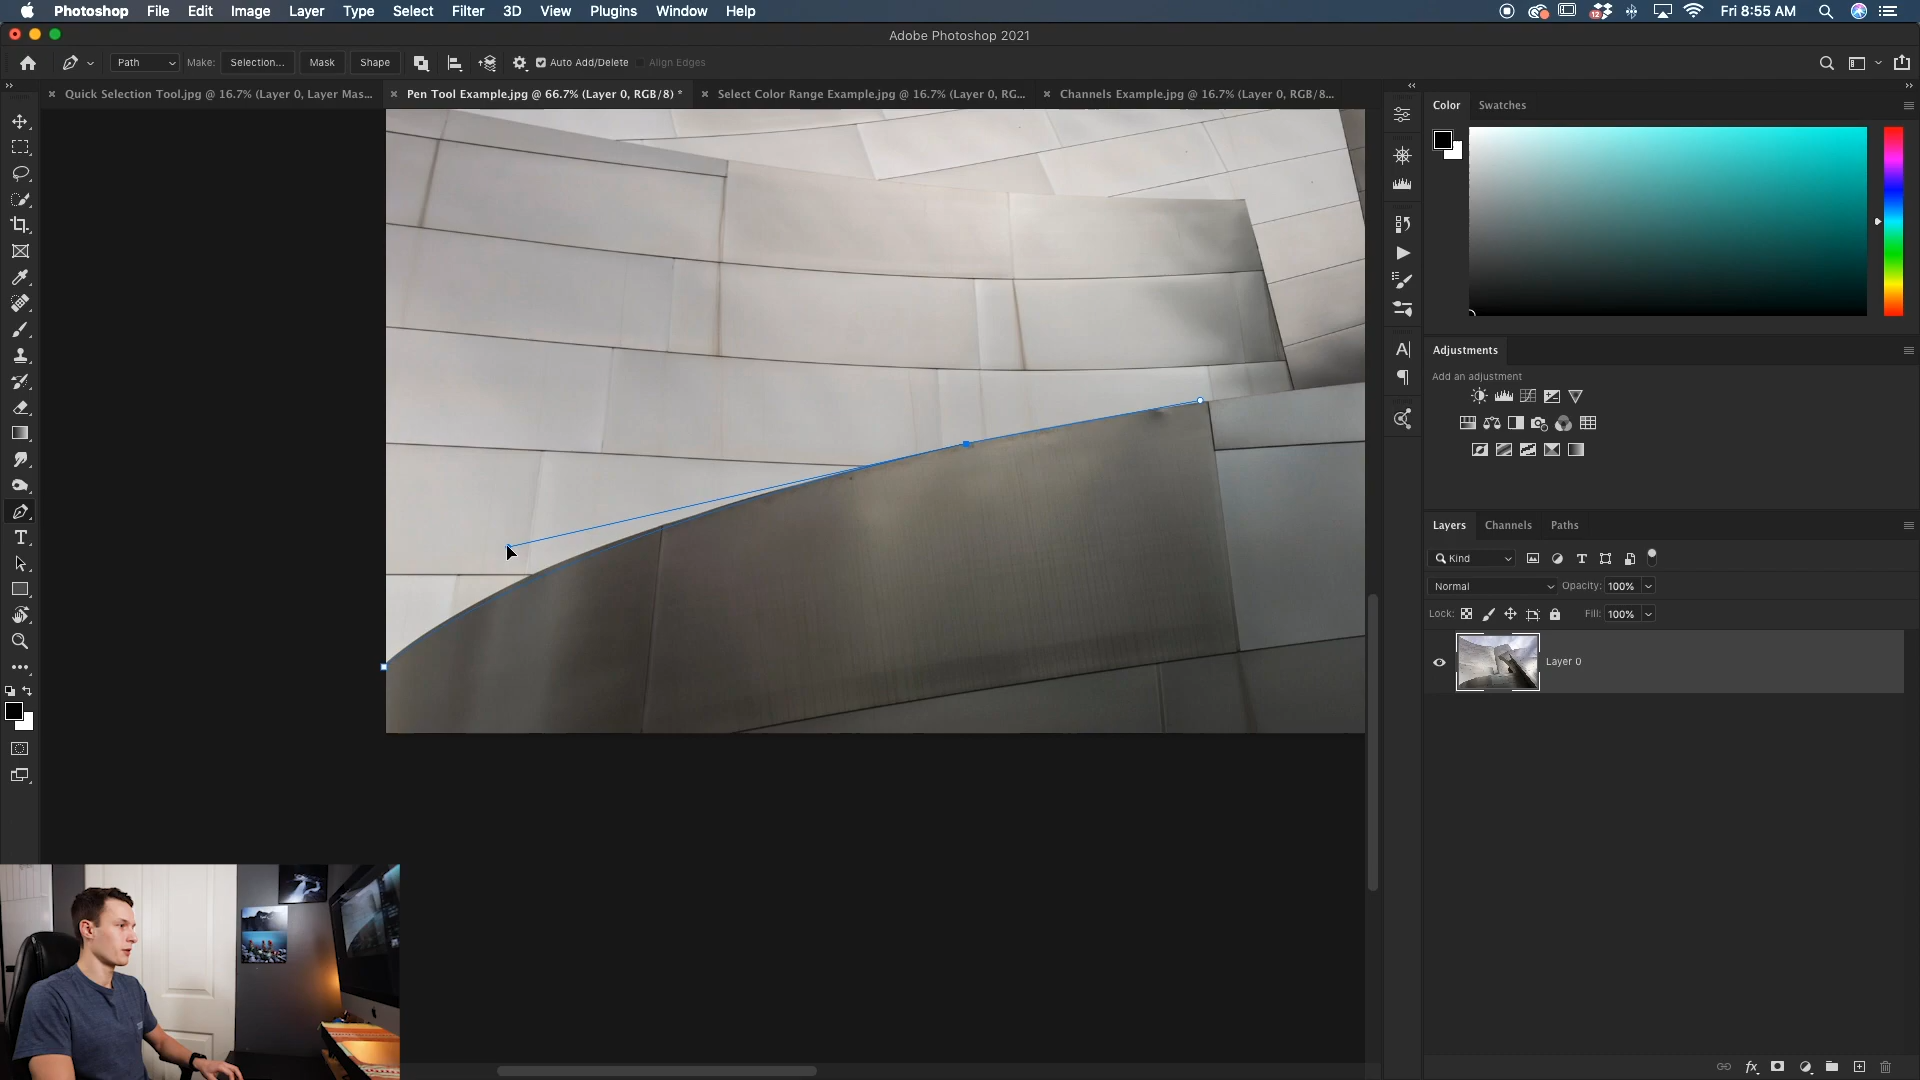 Photoshop File Edit Image Layer Type Select Filter 3D View Plugins Window Help
12
Fri 8:55 AM
Adobe Photoshop 2021
Path
Make:
Selection...
Mask
Shape
Auto Add/Delete
Align Edges
Quick Selection Tool.jpg @ 16.7% (Layer 0, Layer Mas...
Pen Tool Example.jpg @ 66.7% (Layer 0, RGB/8) *
Select Color Range Example.jpg @ 16.7% (Layer 0, RG...
Channels Example.jpg @ 16.7% (Layer 0, RGB/8...
Color Swatches
Adjustments
Add an adjustment
Layers Channels Paths
Kind
Normal
Opacity: 100%
Lock:
Fill: 100%
Layer 0
fx